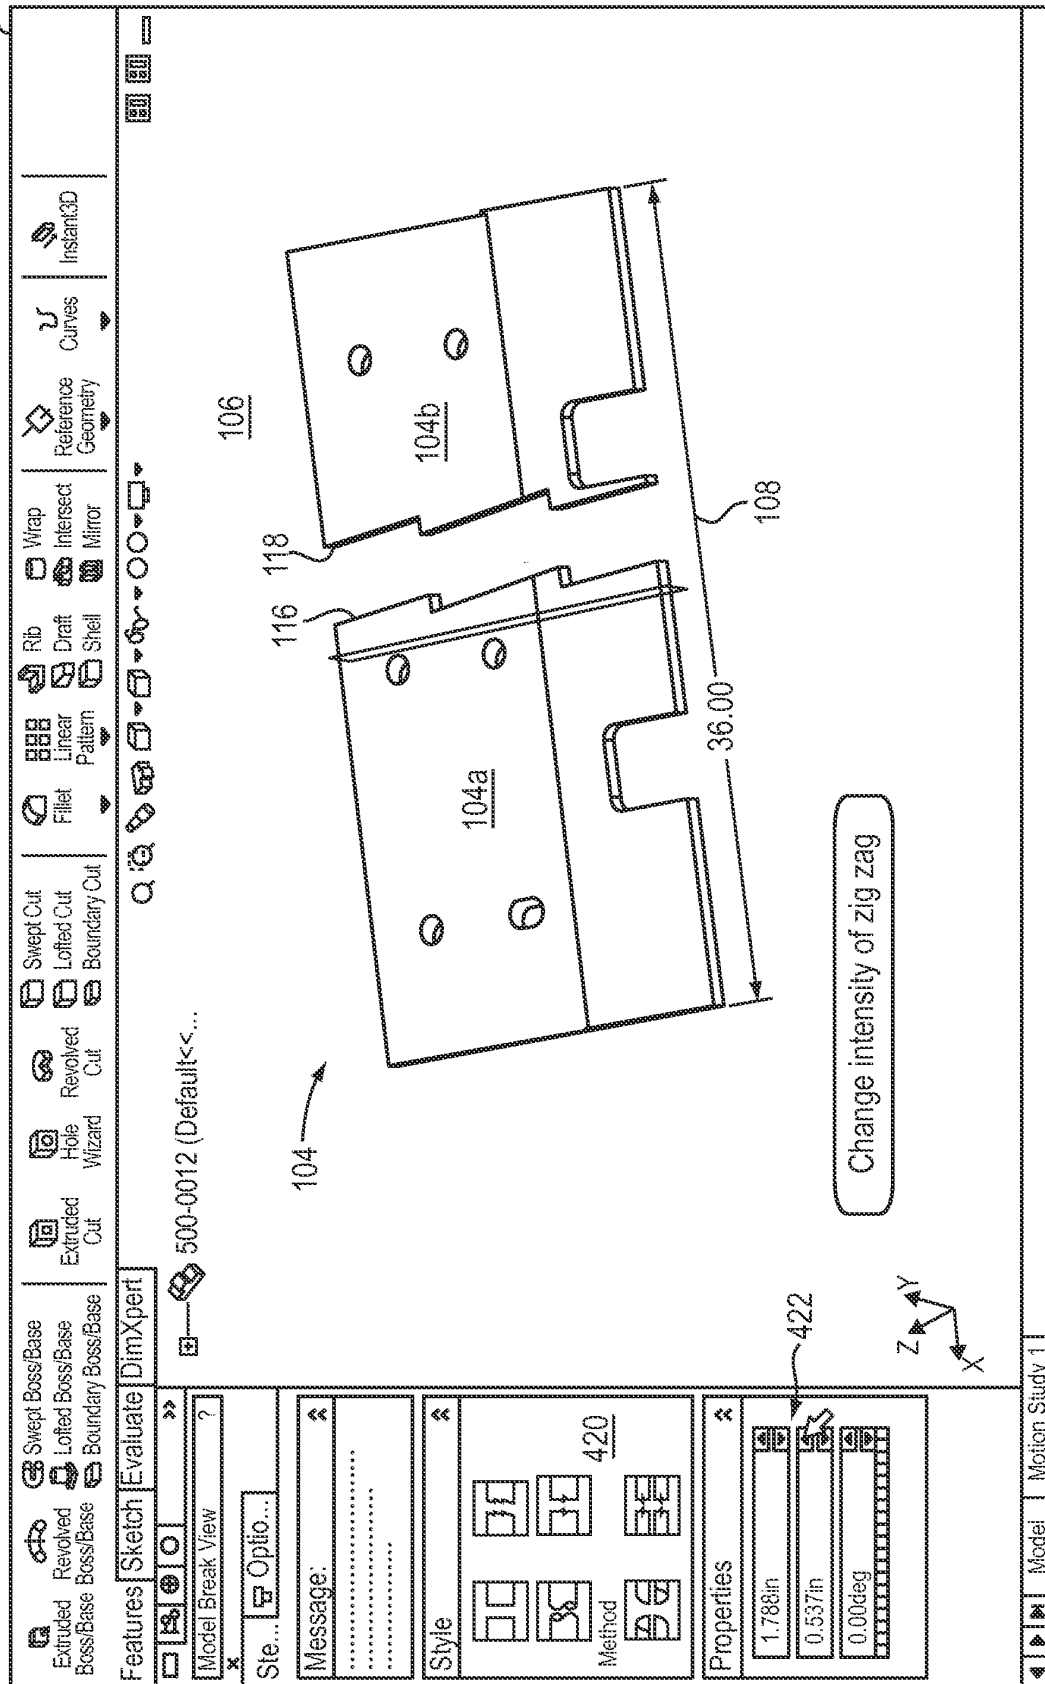 Extruded Boss/Base
Revolved Boss/Base
Swept Boss/Base
Lofted Boss/Base
Boundary Boss/Base
Extruded Cut
Hole Wizard
Revolved Cut
Swept Cut
Lofted Cut
Boundary Cut
Fillet
Linear Pattern
Rib
Draft
Shell
Wrap
Intersect
Mirror
Reference Geometry
Curves
Instant3D
Features
Sketch
Evaluate
DimXpert
>>
500-0012 (Default<<...
Model Break View
?
×
Ste...
Optio...
Message:
Style
420
Method
Properties
1.788in
0.537in
0.00deg
422
104
104a
104b
106
116
118
108
36.00
Change intensity of zig zag
Z
Y
X
Model
Motion Study 1